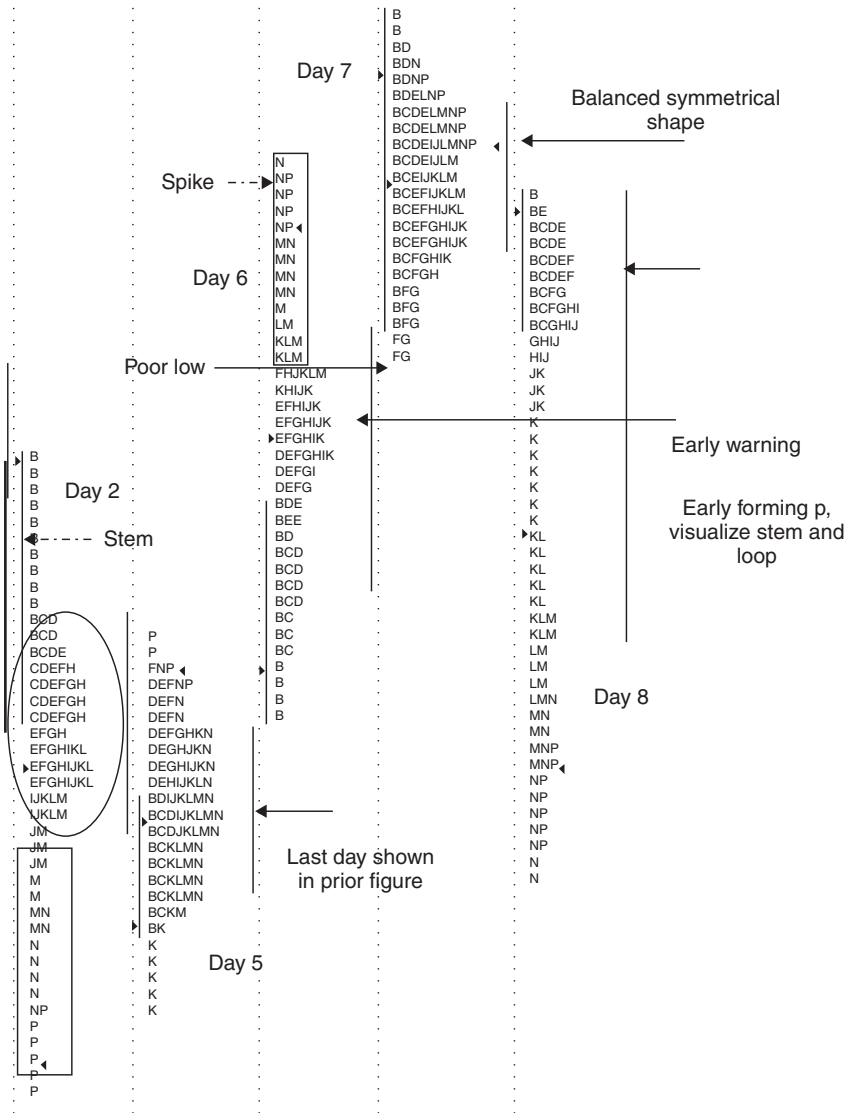 Day 2
Stem
B
B
B
B
B
B
B
B
B
B
BCD
BCD
BCDE
CDEFH
CDEFGH
CDEFGH
CDEFGH
EFGH
EFGHIKL
EFGHIJKL
EFGHIJKL
IJKLM
IJKLM
JM
JM
JM
M
M
MN
MN
N
N
N
N
NP
P
P
P
P
P
P
P
FNP
DEFNP
DEFN
DEFN
DEFGHKN
DEGHJKN
DEGHIJKN
DEHIJKLN
BDIJKLMN
BCDIJKLMN
BCDJKLMN
BCKLMN
BCKLMN
BCKLMN
BCKLMN
BCKM
BK
K
K
K
K
K
Day 5
Spike
Day 6
Poor low
N
NP
NP
NP
NP
MN
MN
MN
MN
M
LM
KLM
KLM
FHJKLM
KHIJK
EFHIJK
EFGHIJK
EFGHIK
DEFGHIK
DEFGI
DEFG
BDE
BEE
BD
BCD
BCD
BCD
BCD
BC
BC
BC
B
B
B
B
Last day shown
in prior figure
Day 7
B
B
BD
BDN
BDNP
BDELNP
BCDELMNP
BCDELMNP
BCDEIJLMNP
BCDEIJLM
BCEIJKLM
BCEFIJKLM
BCEFHIJKL
BCEFGHIJK
BCEFGHIJK
BCFGHIK
BCFGH
BFG
BFG
BFG
FG
FG
Balanced symmetrical
shape
B
BE
BCDE
BCDE
BCDEF
BCDEF
BCFG
BCFGHI
BCGHIJ
GHIJ
HIJ
JK
JK
JK
K
K
K
K
K
K
K
KL
KL
KL
KL
KL
KLM
KLM
LM
LM
LM
LMN
MN
MN
MNP
MNP
NP
NP
NP
NP
NP
N
N
Early warning
Early forming p,
visualize stem and
loop
Day 8